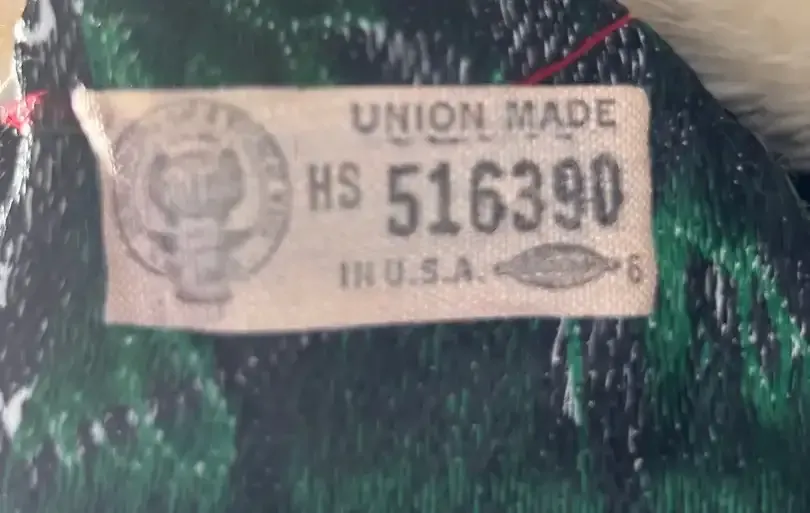 UNION MADE
HS 516390
IN U.S.A.
6